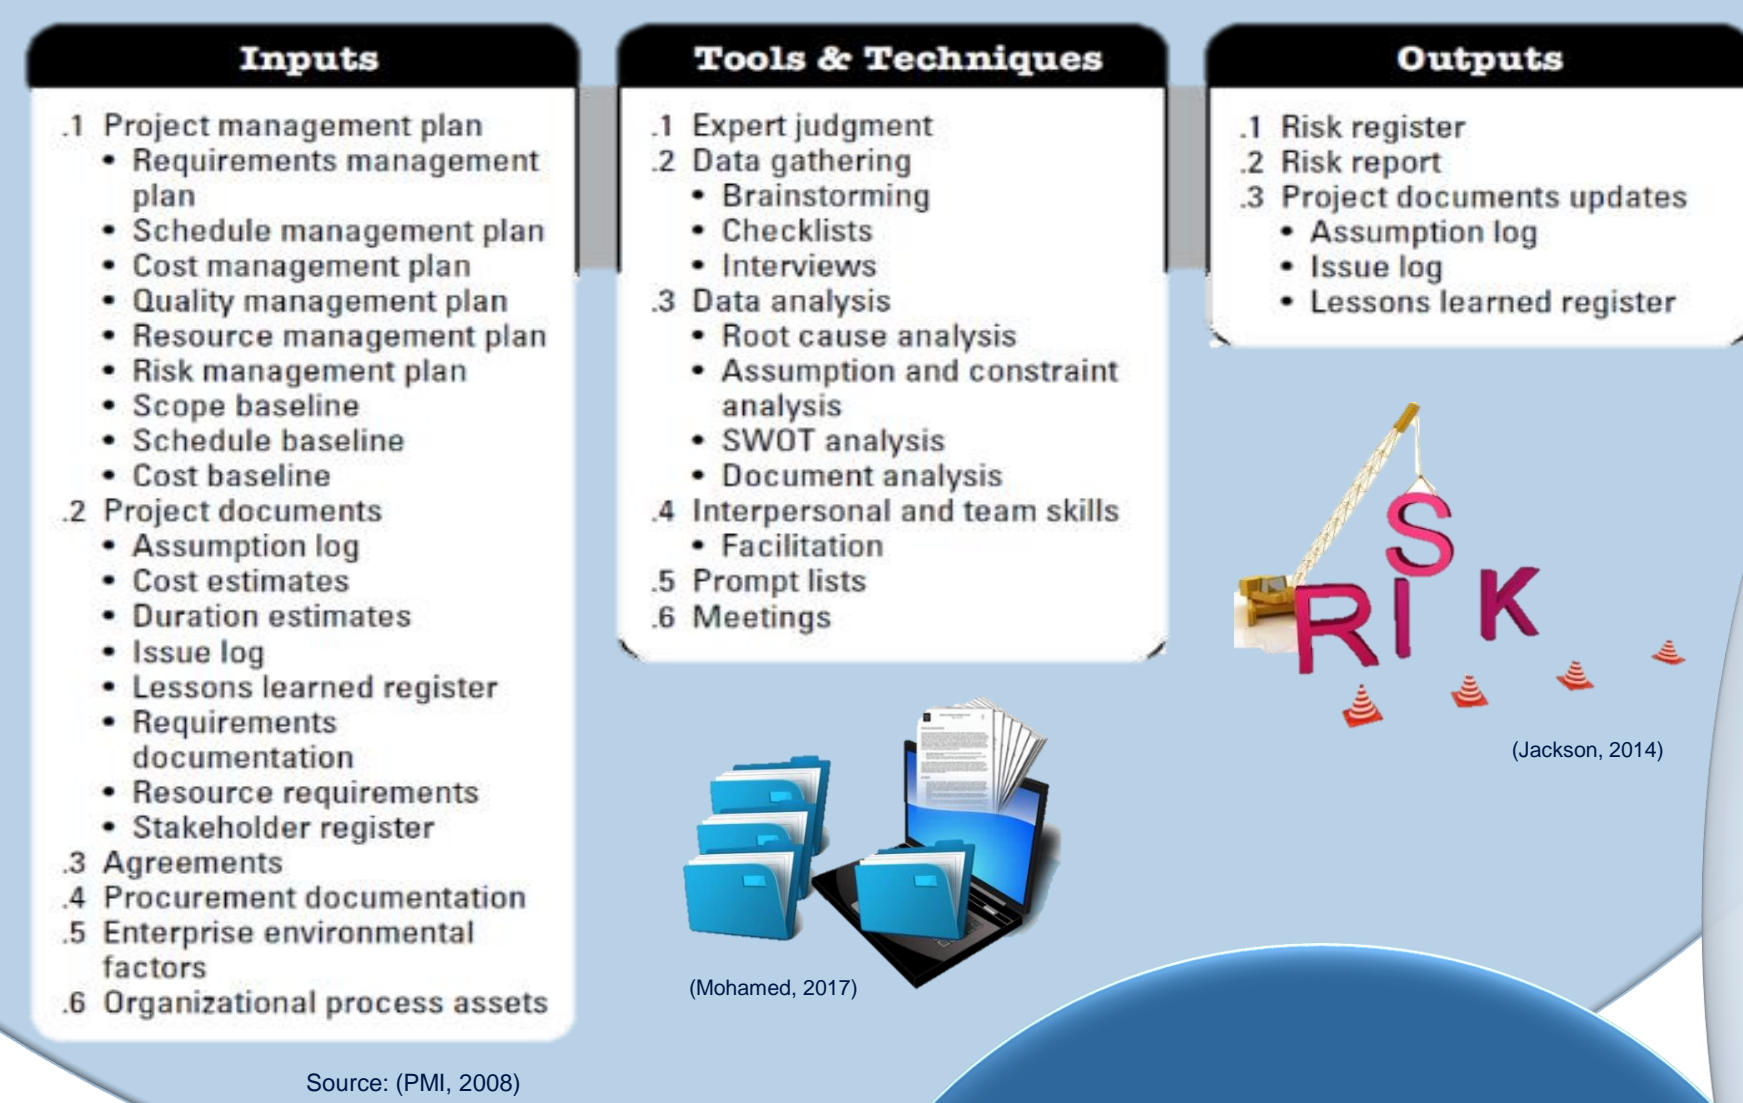 Inputs
.1 Project management plan
• Requirements management
plan
• Schedule management plan
• Cost management plan
• Quality management plan
• Resource management plan
• Risk management plan
• Scope baseline
• Schedule baseline
• Cost baseline
.2 Project documents
• Assumption log
• Cost estimates
• Duration estimates
• Issue log
• Lessons learned register
• Requirements
documentation
• Resource requirements
• Stakeholder register
.3 Agreements
.4 Procurement documentation
.5 Enterprise environmental
factors
.6 Organizational process assets
Source: (PMI, 2008)
Tools & Techniques
.1 Expert judgment
.2 Data gathering
• Brainstorming
• Checklists
• Interviews
.3 Data analysis
• Root cause analysis
• Assumption and constraint
analysis
• SWOT analysis
• Document analysis
.4 Interpersonal and team skills
• Facilitation
.5 Prompt lists
.6 Meetings
(Mohamed, 2017)
Outputs
.1 Risk register
.2 Risk report
.3 Project documents updates
• Assumption log
• Issue log
• Lessons learned register
RISK
(Jackson, 2014)